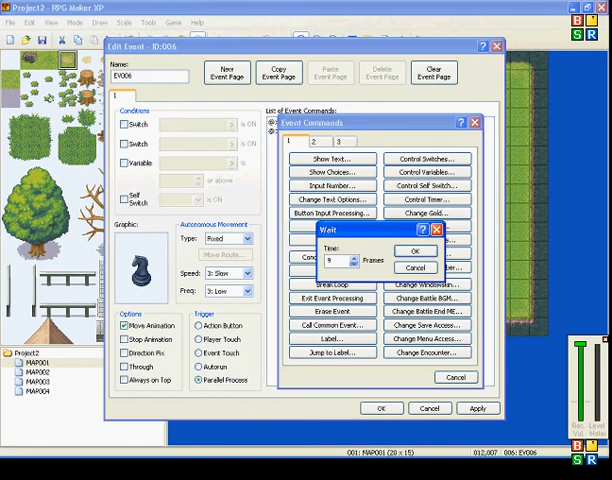 Project2 - RPG Maker XP
File Edit View Mode Draw Scale Tools Game Help
Edit Event - ID:006
Name:
EV006
New Event Page
Copy Event Page
Paste Event Page
Delete Event Page
Clear Event Page
1
Conditions
Switch is ON
Switch is ON
Variable is
or above
Self Switch is ON
Graphic:
Autonomous Movement
Type: Fixed
Move Route...
Speed: 3: Slow
Freq: 3: Low
Options
Move Animation
Stop Animation
Direction Fix
Through
Always on Top
Trigger
Action Button
Player Touch
Event Touch
Autorun
Parallel Process
List of Event Commands:
Event Commands
1 2 3
Show Text... Control Switches...
Show Choices... Control Variables...
Input Number... Control Self Switch...
Change Text Options... Control Timer...
Button Input Processing... Change Gold...
Wait
Time:
9 Frames
OK
Cancel
Break Loop
Exit Event Processing Change Battle BGM...
Erase Event Change Battle End ME...
Call Common Event... Change Save Access...
Label... Change Menu Access...
Jump to Label... Change Encounter...
Cancel
OK Cancel Apply
Project2
MAP001
MAP002
MAP003
MAP004
001: MAP001 (20 x 15) 012,007 006: EV006
B R
S R
Rec. Vol
Level Meter
B R
S R